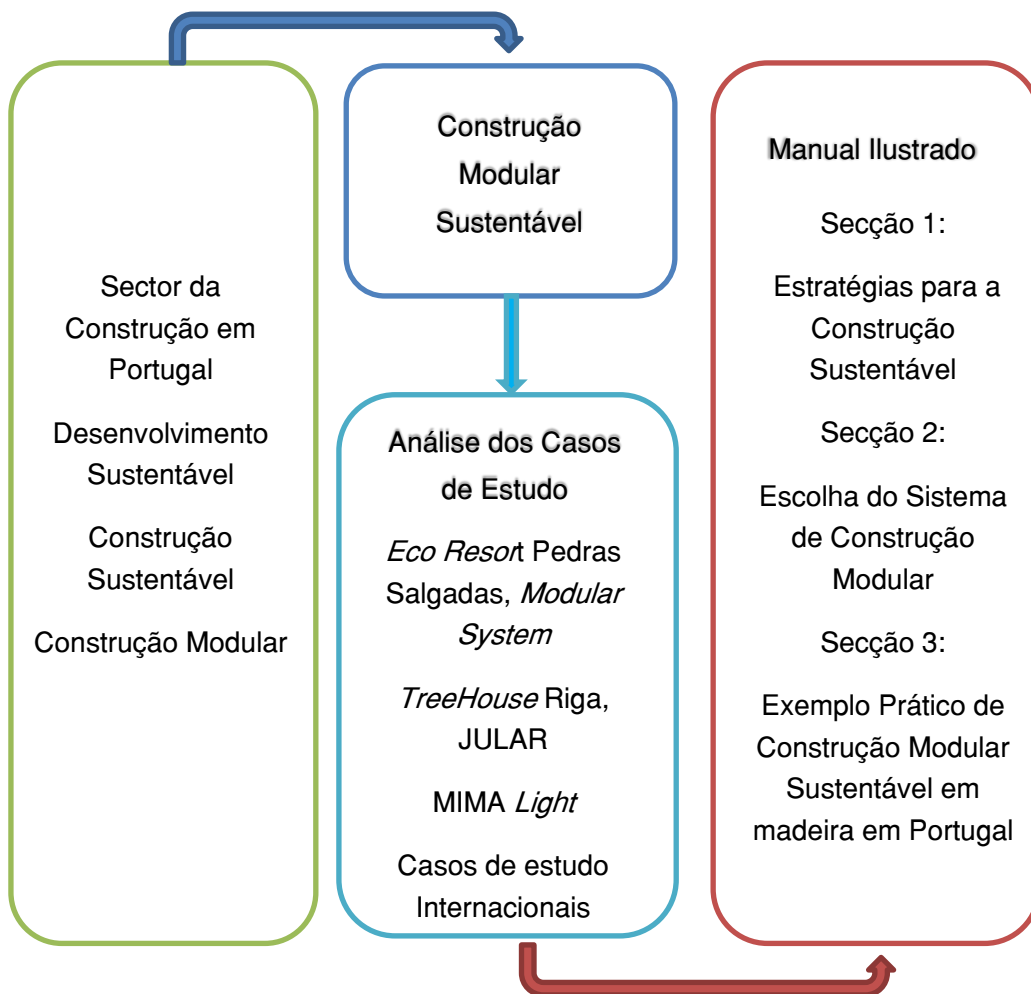 Sector da
Construção em
Portugal
Desenvolvimento
Sustentável
Construção
Sustentável
Construção Modular
Construção
Modular
Sustentável
Análise dos Casos
de Estudo
Eco Resort Pedras
Salgadas, Modular
System
TreeHouse Riga,
JULAR
MIMA Light
Casos de estudo
Internacionais
Manual Ilustrado
Secção 1:
Estratégias para a
Construção
Sustentável
Secção 2:
Escolha do Sistema
de Construção
Modular
Secção 3:
Exemplo Prático de
Construção Modular
Sustentável em
madeira em Portugal